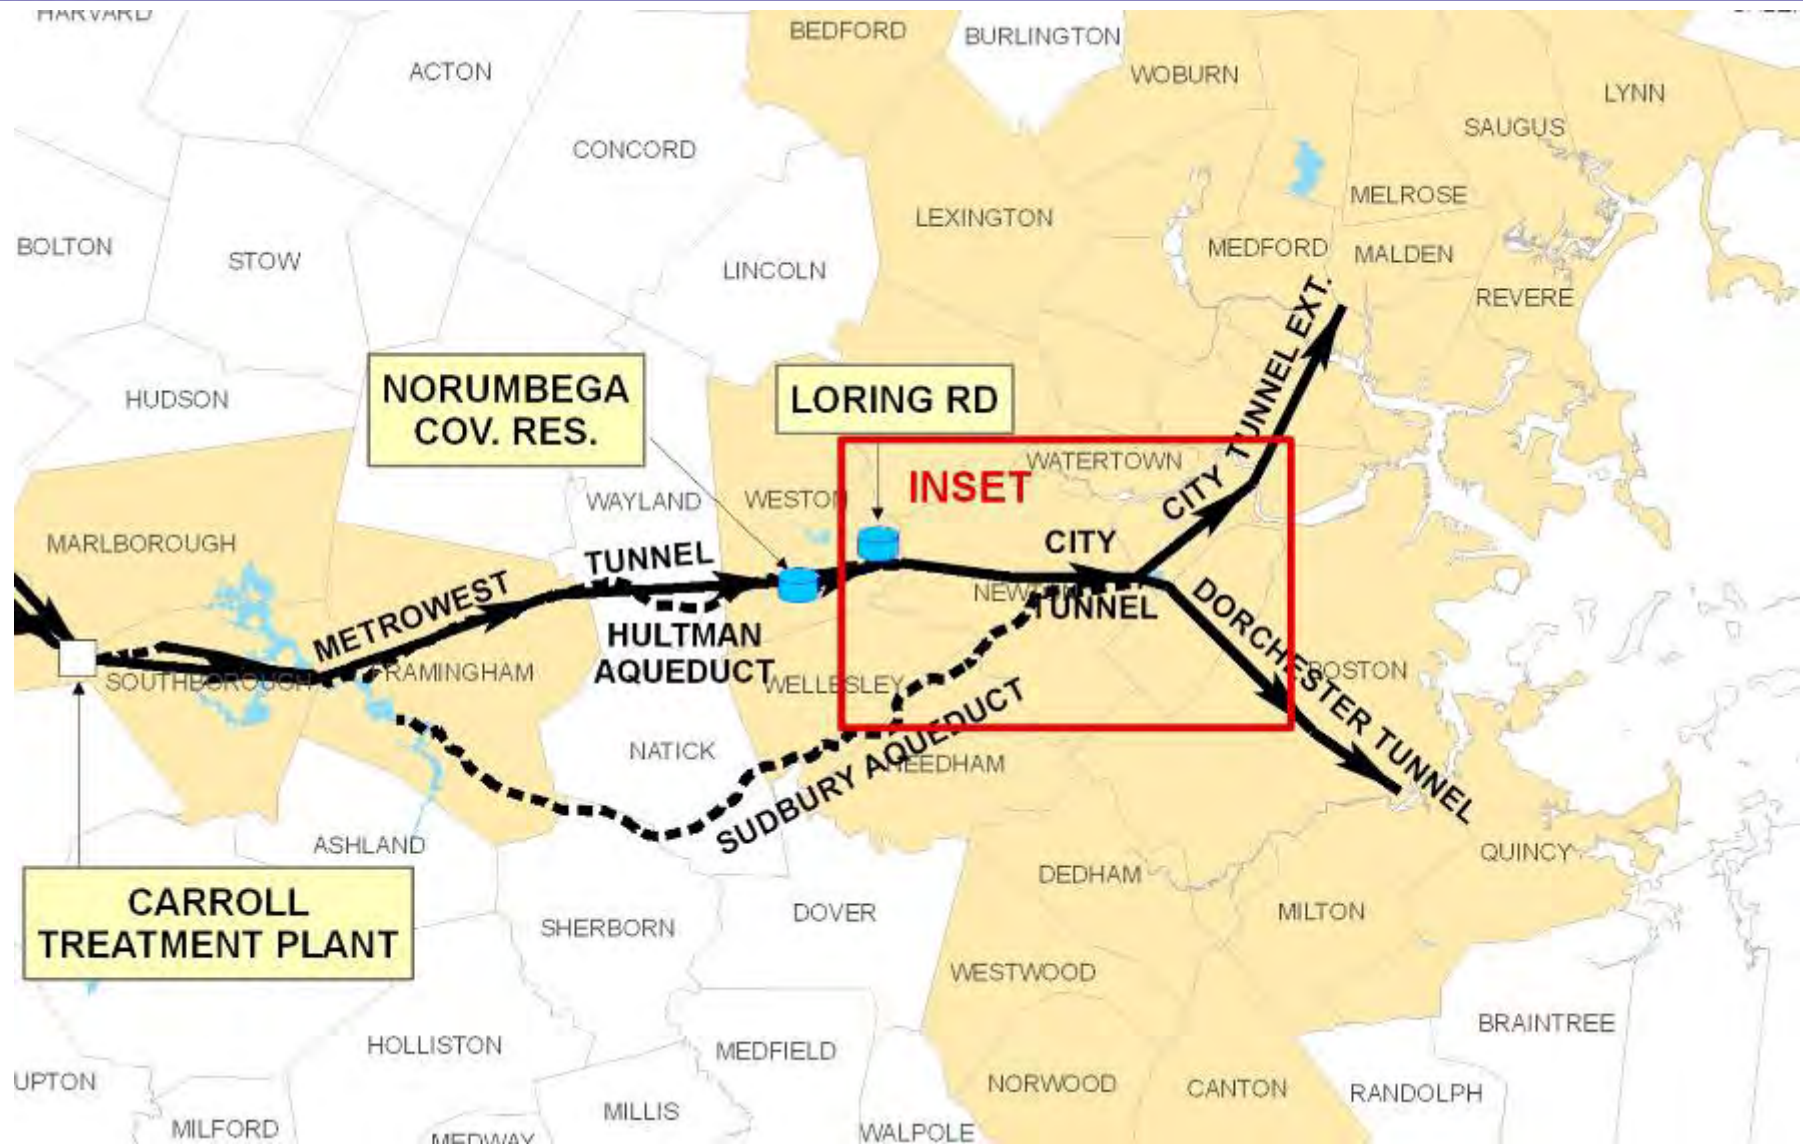 HARVARD
BEDFORD
BURLINGTON
ACTON
WOBURN
LYNN
SAUGUS
CONCORD
MELROSE
LEXINGTON
BOLTON
STOW
LINCOLN
MEDFORD
MALDEN
REVERE
NORUMBEGA
COV. RES.
LORING RD
HUDSON
CITY TUNNEL EXT.
WATERTOWN
INSET
WAYLAND
WESTON
MARLBOROUGH
CITY
TUNNEL
METROWEST
TUNNEL
HULTMAN
AQUEDUCT
DORCHESTER TUNNEL
SOUTHBOROUGH
FRAMINGHAM
WELLESLEY
BOSTON
SUDBURY AQUEDUCT
NATICK
NEEDHAM
ASHLAND
QUINCY
DEDHAM
CARROLL
TREATMENT PLANT
SHERBORN
DOVER
MILTON
WESTWOOD
BRAINTREE
HOLLISTON
MEDFIELD
UPTON
NORWOOD
CANTON
RANDOLPH
MILLIS
MILFORD
MEDWAY
WALPOLE